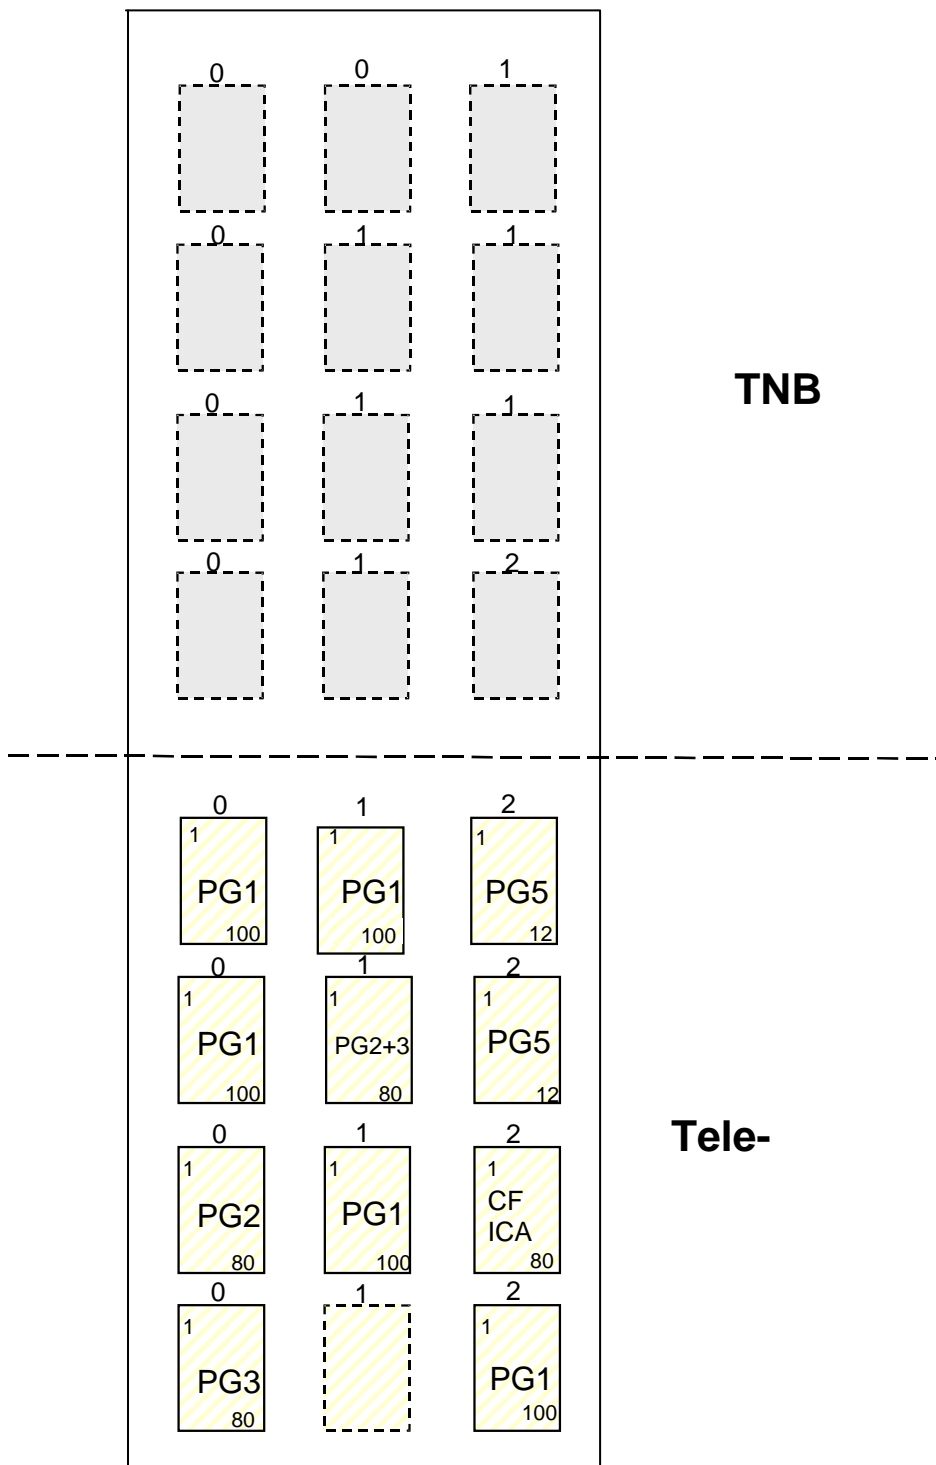 0 0 1
0 1 1
TNB
0 1 1
0 1 2
0 1 2
1 1 1
PG1 PG1 PG5
100 100 12
0 1 2
1 1 1
PG1 PG2+3 PG5
100 80 12
Tele-
0 1 2
1 1 1
CF
PG2 PG1 ICA
80 100 80
0 1 2
1 1
PG3 PG1
80 100